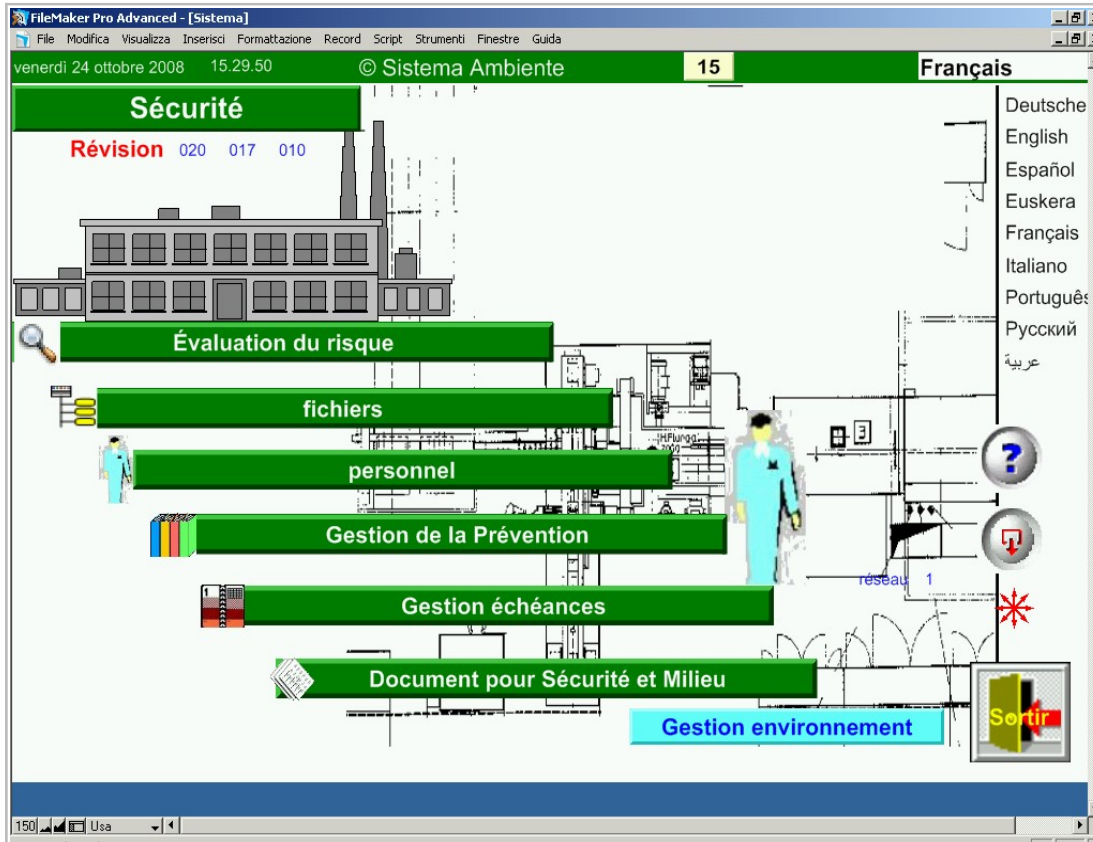 FileMaker Pro Advanced - [Sistema]
File Modifica Visualizza Inserisci Formattazione Record Script Strumenti Finestre Guida
venerdì 24 ottobre 2008 15.29.50 © Sistema Ambiente 15 Français
Sécurité
Révision 020 017 010
Deutsche
English
Español
Euskera
Français
Italiano
Português
Русский
عربية
Évaluation du risque
fichiers
personnel
3
Gestion de la Prévention
réseau 1
Gestion échéances
Document pour Sécurité et Milieu
Sortir
Gestion environnement
150 Usa